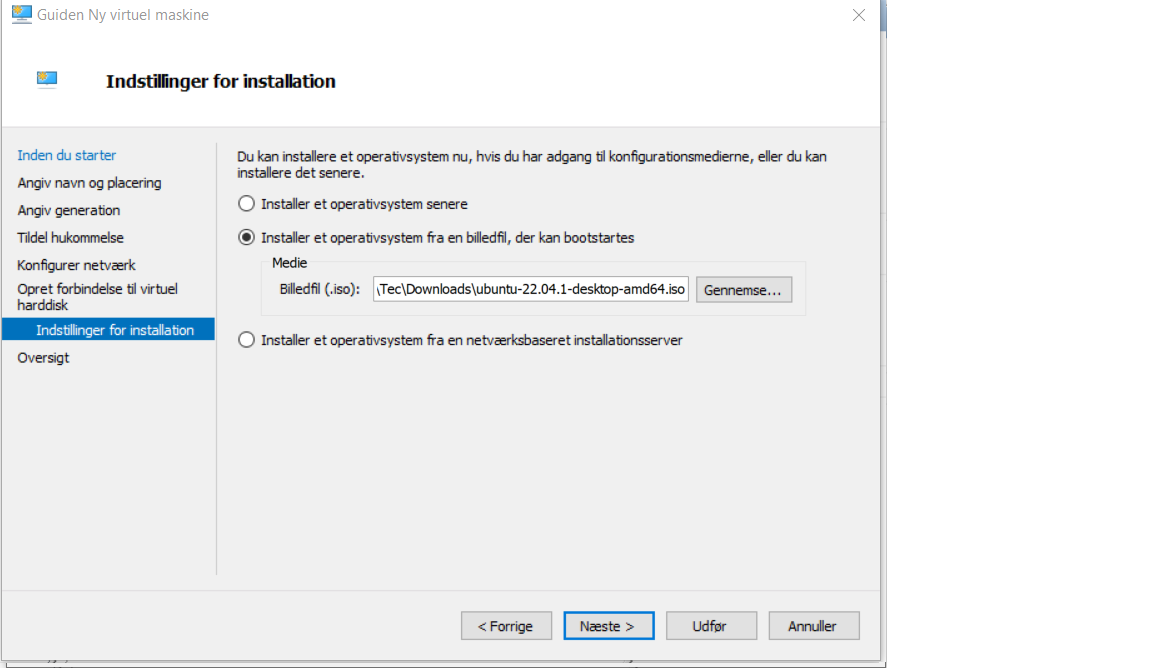 Guiden Ny virtuel maskine
Indstillinger for installation
Inden du starter
Angiv navn og placering
Angiv generation
Tildel hukommelse
Konfigurer netværk
Opret forbindelse til virtuel
harddisk
Indstillinger for installation
Oversigt
Du kan installere et operativsystem nu, hvis du har adgang til konfigurationsmedierne, eller du kan
installere det senere.
Installer et operativsystem senere
Installer et operativsystem fra en billedfil, der kan bootstartes
Medie
Billedfil (.iso): \Tec\Downloads\ubuntu-22.04.1-desktop-amd64.iso Gennemse...
Installer et operativsystem fra en netværksbaseret installationsserver
< Forrige Næste > Udfør Annuller